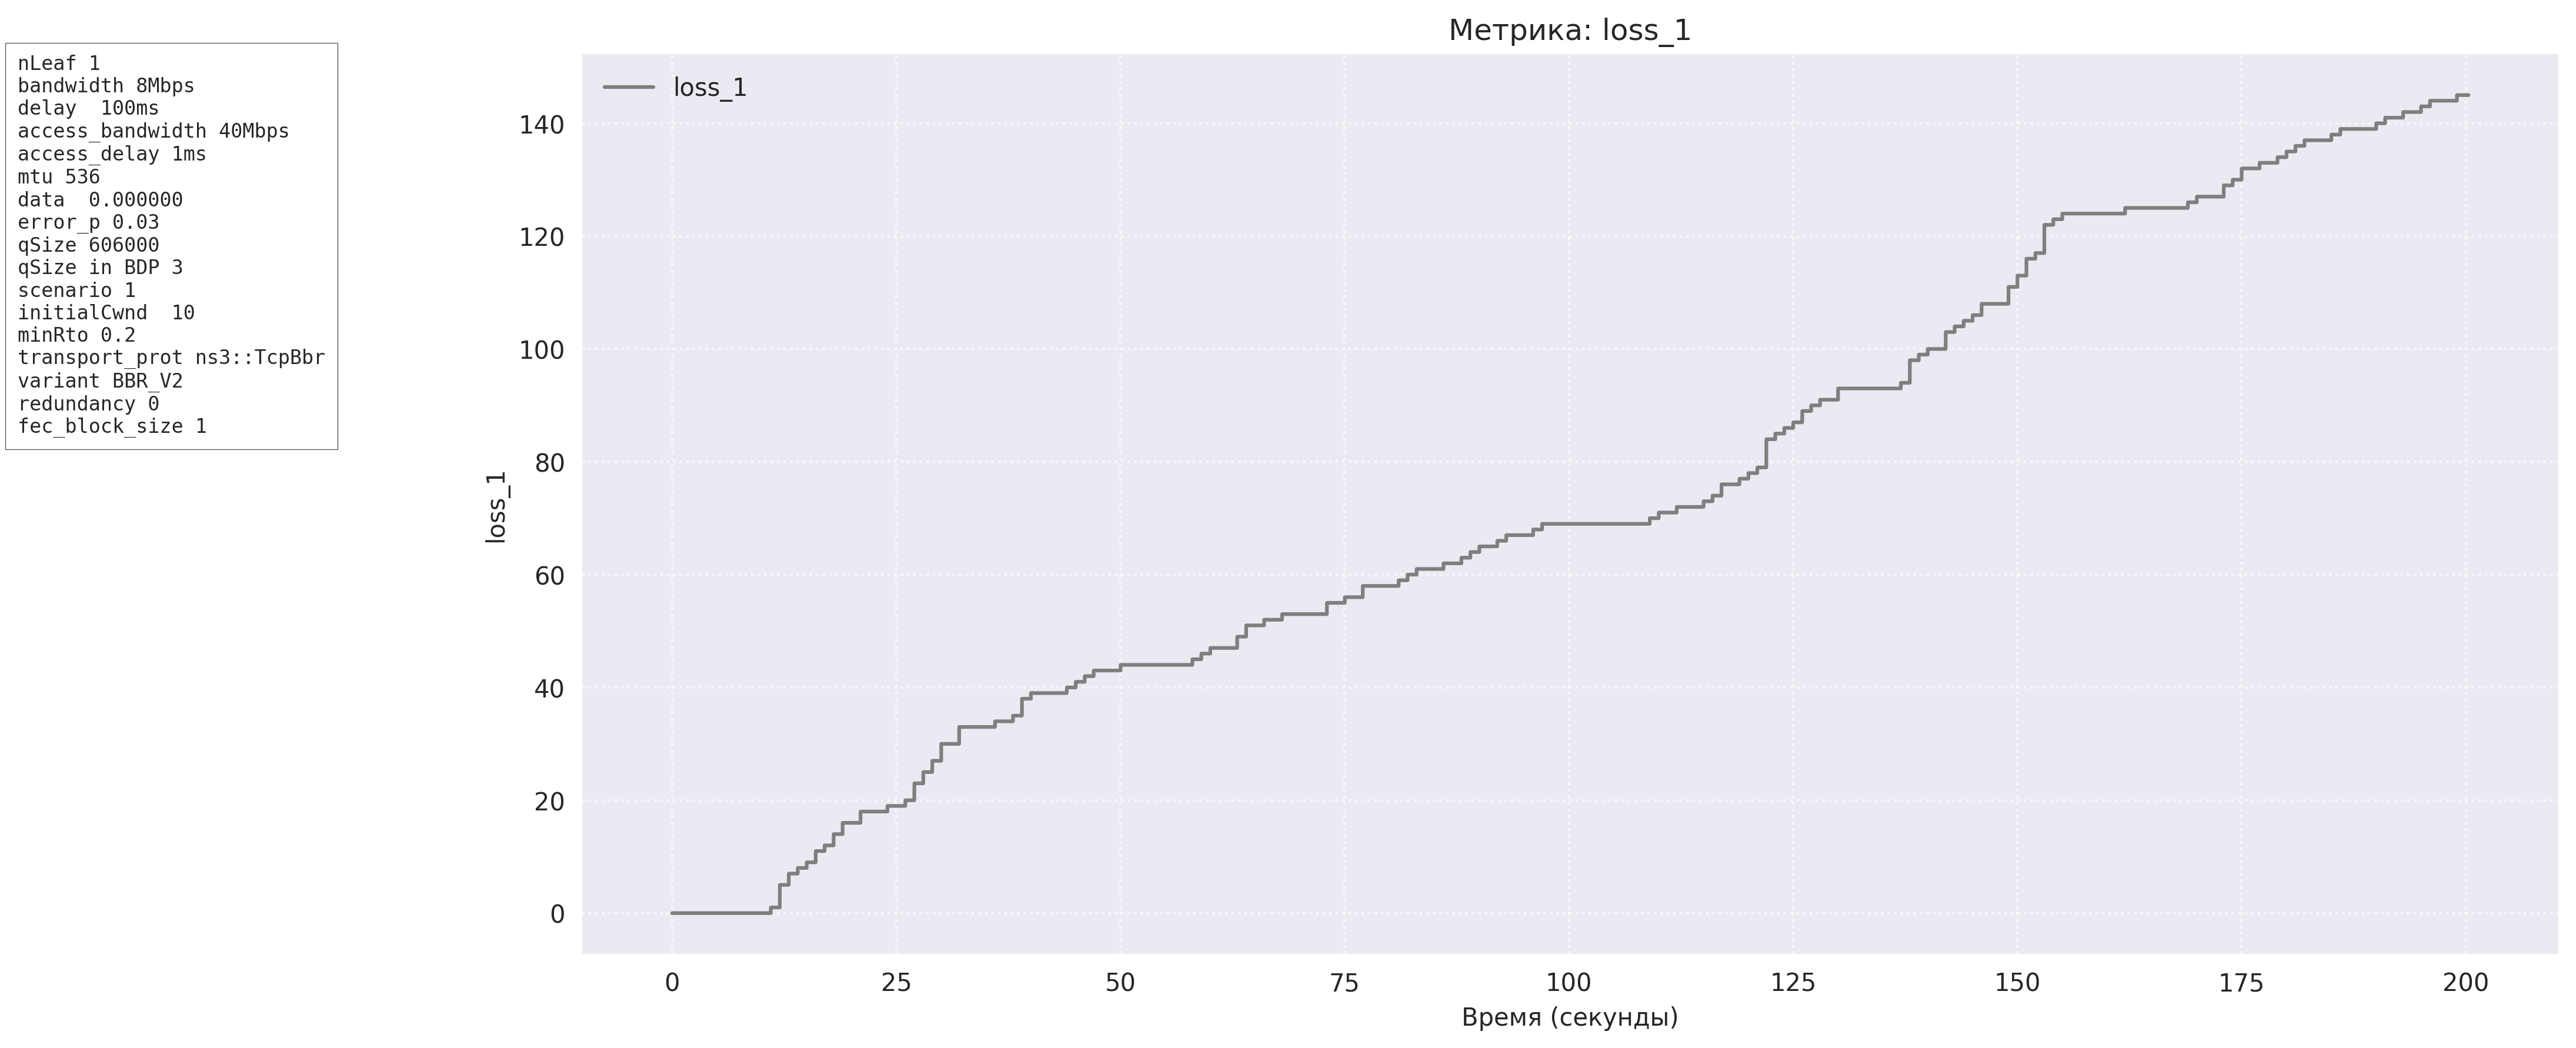 Метрика: loss_1
nLeaf 1
bandwidth 8Mbps
delay  100ms
access_bandwidth 40Mbps
access_delay 1ms
mtu 536
data  0.000000
error_p 0.03
qSize 606000
qSize in BDP 3
scenario 1
initialCwnd  10
minRto 0.2
transport_prot ns3::TcpBbr
variant BBR_V2
redundancy 0
fec_block_size 1
loss_1
loss_1
140
120
100
80
60
40
20
0
0 25 50 75 100 125 150 175 200
Время (секунды)